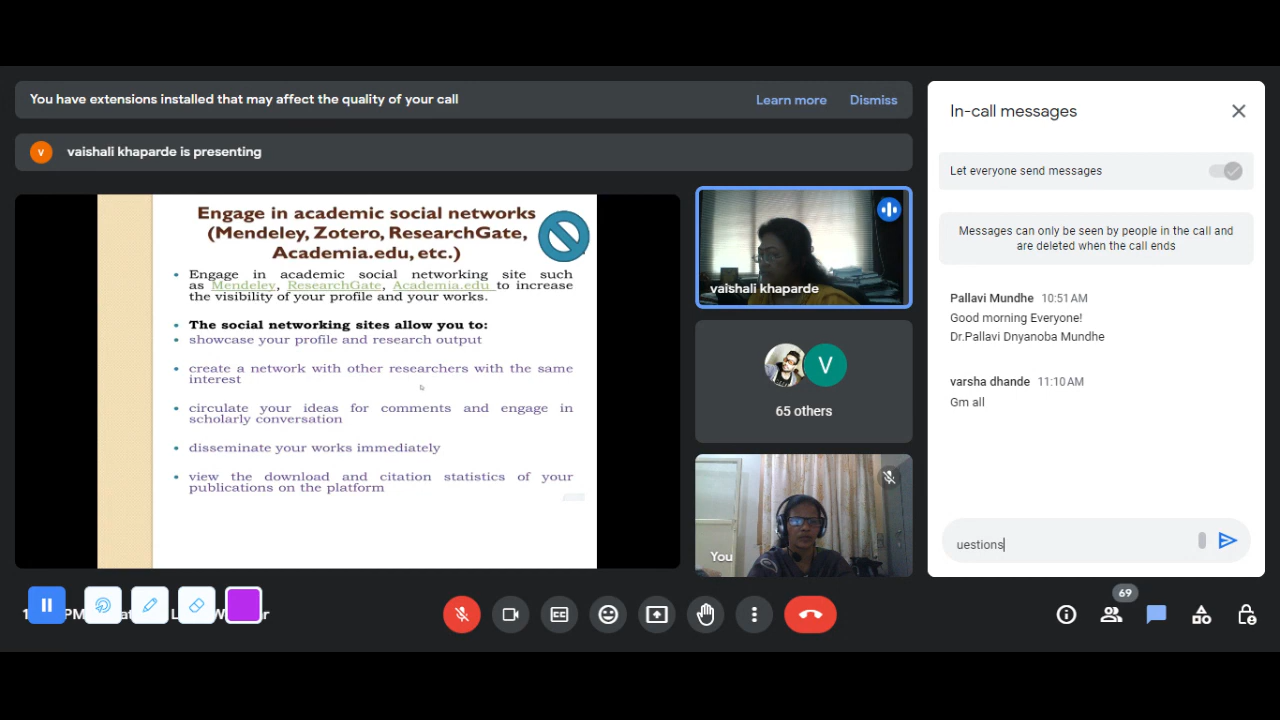 You have extensions installed that may affect the quality of your call
Learn more
Dismiss
V
vaishali khaparde is presenting
Engage in academic social networks
(Mendeley, Zotero, ResearchGate,
Academia.edu, etc.)
• Engage in academic social networking site such
as Mendeley, ResearchGate, Academia.edu to increase
the visibility of your profile and your works.
• The social networking sites allow you to:
• showcase your profile and research output
• create a network with other researchers with the same
interest
• circulate your ideas for comments and engage in
scholarly conversation
• disseminate your works immediately
• view the download and citation statistics of your
publications on the platform
vaishali khaparde
V
65 others
You
In-call messages
Let everyone send messages
Messages can only be seen by people in the call and
are deleted when the call ends
Pallavi Mundhe 10:51 AM
Good morning Everyone!
Dr.Pallavi Dnyanoba Mundhe
varsha dhande 11:10 AM
Gm all
uestions
PM
69